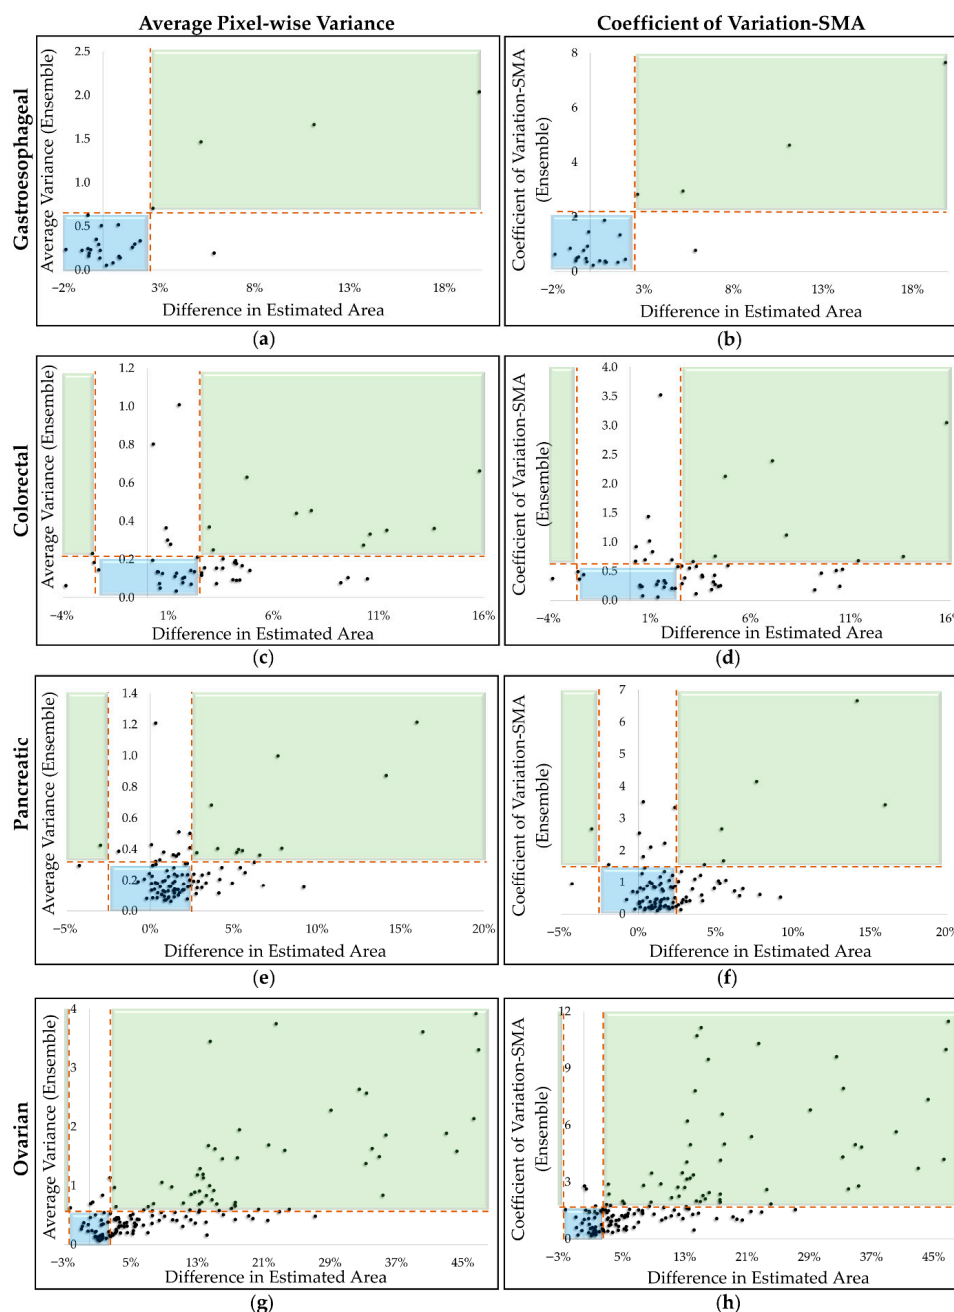 Average Pixel-wise Variance
Coefficient of Variation-SMA
Gastroesophageal
Average Variance (Ensemble)
2.5
2.0
1.5
1.0
0.5
0.0
−2% 3% 8% 13% 18%
Difference in Estimated Area
(a)
Coefficient of Variation-SMA
(Ensemble)
8
6
4
2
0
−2% 3% 8% 13% 18%
Difference in Estimated Area
(b)
Colorectal
Average Variance (Ensemble)
1.2
1.0
0.8
0.6
0.4
0.2
0.0
−4% 1% 6% 11% 16%
Difference in Estimated Area
(c)
Coefficient of Variation-SMA
(Ensemble)
4.0
3.5
3.0
2.5
2.0
1.5
1.0
0.5
0.0
−4% 1% 6% 11% 16%
Difference in Estimated Area
(d)
Pancreatic
Average Variance (Ensemble)
1.4
1.2
1.0
0.8
0.6
0.4
0.2
0.0
−5% 0% 5% 10% 15% 20%
Difference in Estimated Area
(e)
Coefficient of Variation-SMA
(Ensemble)
7
6
5
4
3
2
1
0
−5% 0% 5% 10% 15% 20%
Difference in Estimated Area
(f)
Ovarian
Average Variance (Ensemble)
4
3
2
1
0
−3% 5% 13% 21% 29% 37% 45%
Difference in Estimated Area
(g)
Coefficient of Variation-SMA
(Ensemble)
12
9
6
3
0
−3% 5% 13% 21% 29% 37% 45%
Difference in Estimated Area
(h)